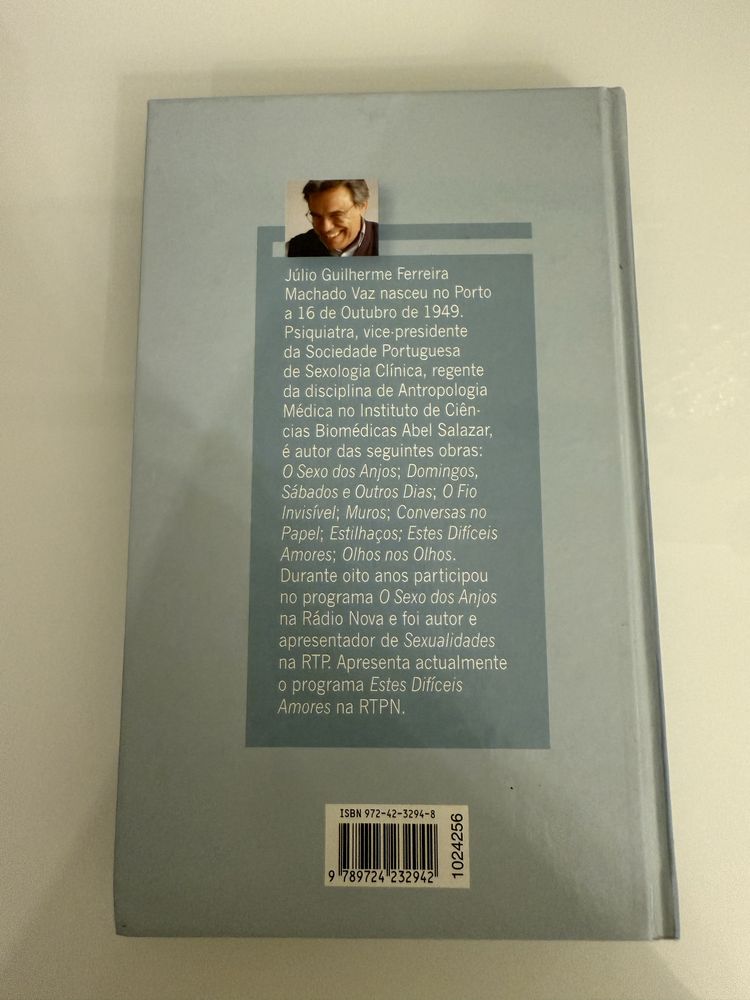 Júlio Guilherme Ferreira
Machado Vaz nasceu no Porto
a 16 de Outubro de 1949.
Psiquiatra, vice-presidente
da Sociedade Portuguesa
de Sexologia Clínica, regente
da disciplina de Antropologia
Médica no Instituto de Ciên-
cias Biomédicas Abel Salazar,
é autor das seguintes obras:
O Sexo dos Anjos; Domingos,
Sábados e Outros Dias; O Fio
Invisível; Muros; Conversas no
Papel; Estilhaços; Estes Difíceis
Amores; Olhos nos Olhos.
Durante oito anos participou
no programa O Sexo dos Anjos
na Rádio Nova e foi autor e
apresentador de Sexualidades
na RTP. Apresenta actualmente
o programa Estes Difíceis
Amores na RTPN.
ISBN 972-42-3294-8
9 789724 232942
1024256